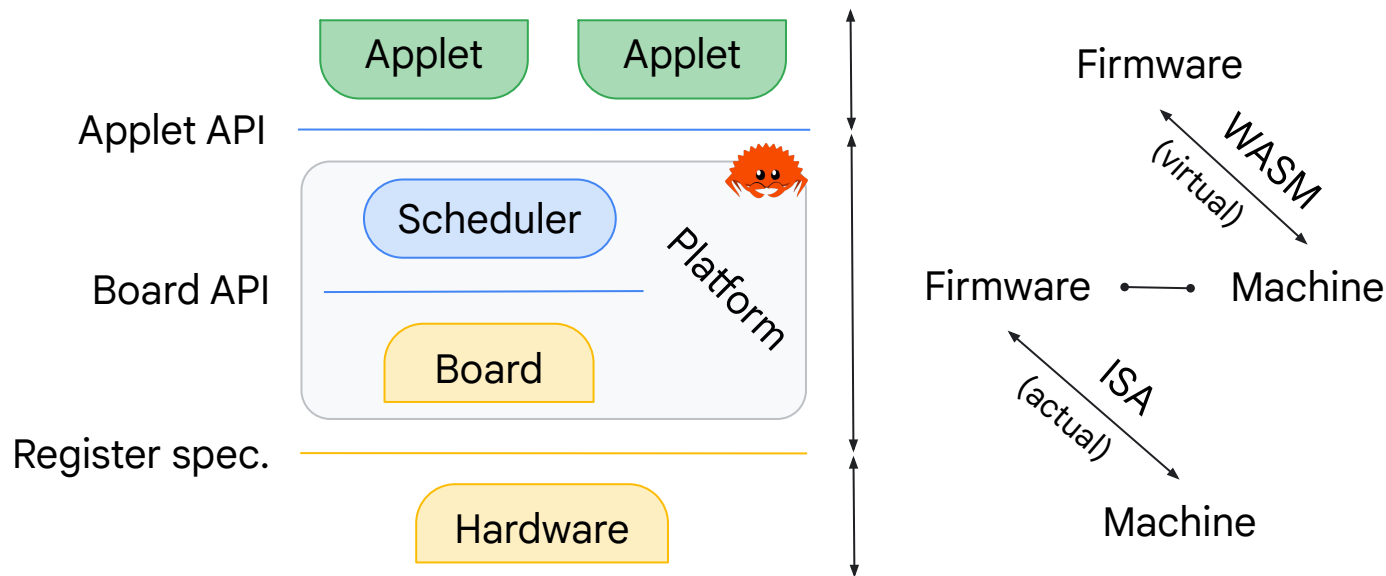 Applet
Applet
Firmware
Applet API
WASM
(virtual)
Scheduler
Platform
Board API
Firmware
Machine
Board
ISA
(actual)
Register spec.
Hardware
Machine